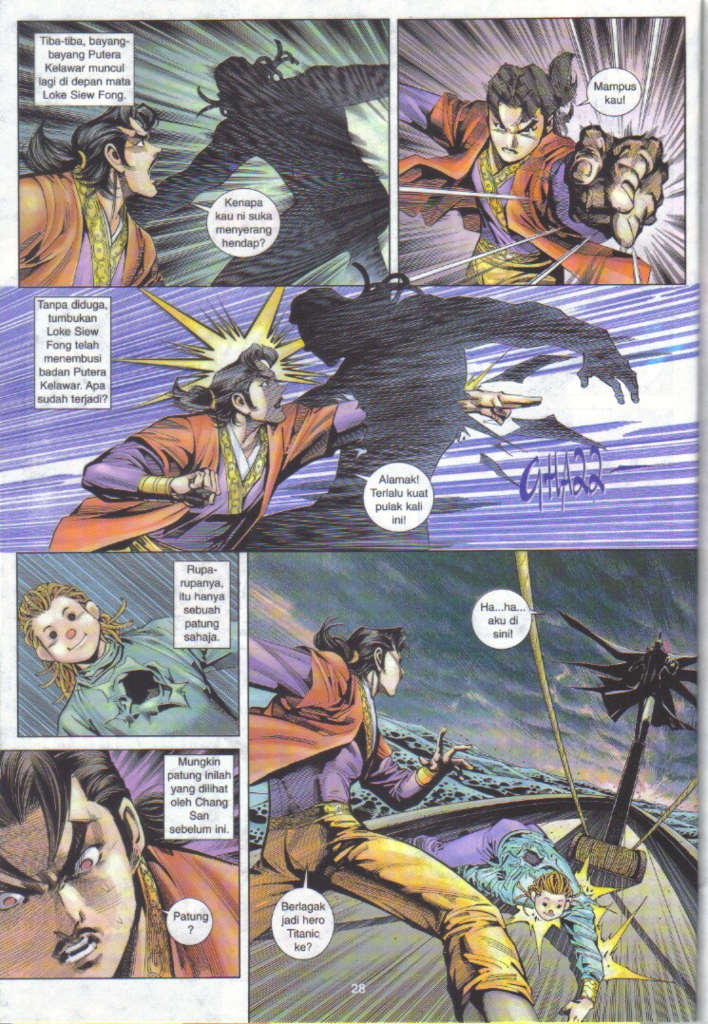 Tiba-tiba, bayang-
bayang Putera
Kelawar muncul
lagi di depan mata
Loke Siew Fong.
Kenapa
kau ni suka
menyerang
hendap?
Mampus
kau!
Tanpa diduga,
tumbukan
Loke Siew
Fong telah
menembusi
badan Putera
Kelawar. Apa
sudah terjadi?
Alamak!
Terlalu kuat
pulak kali
ini!
Rupa-
rupanya,
itu hanya
sebuah
patung
sahaja.
Mungkin
patung inilah
yang dilihat
oleh Chang
San
sebelum ini.
Patung
?
Ha...ha...
aku di
sini!
Berlagak
jadi hero
Titanic
ke?
28